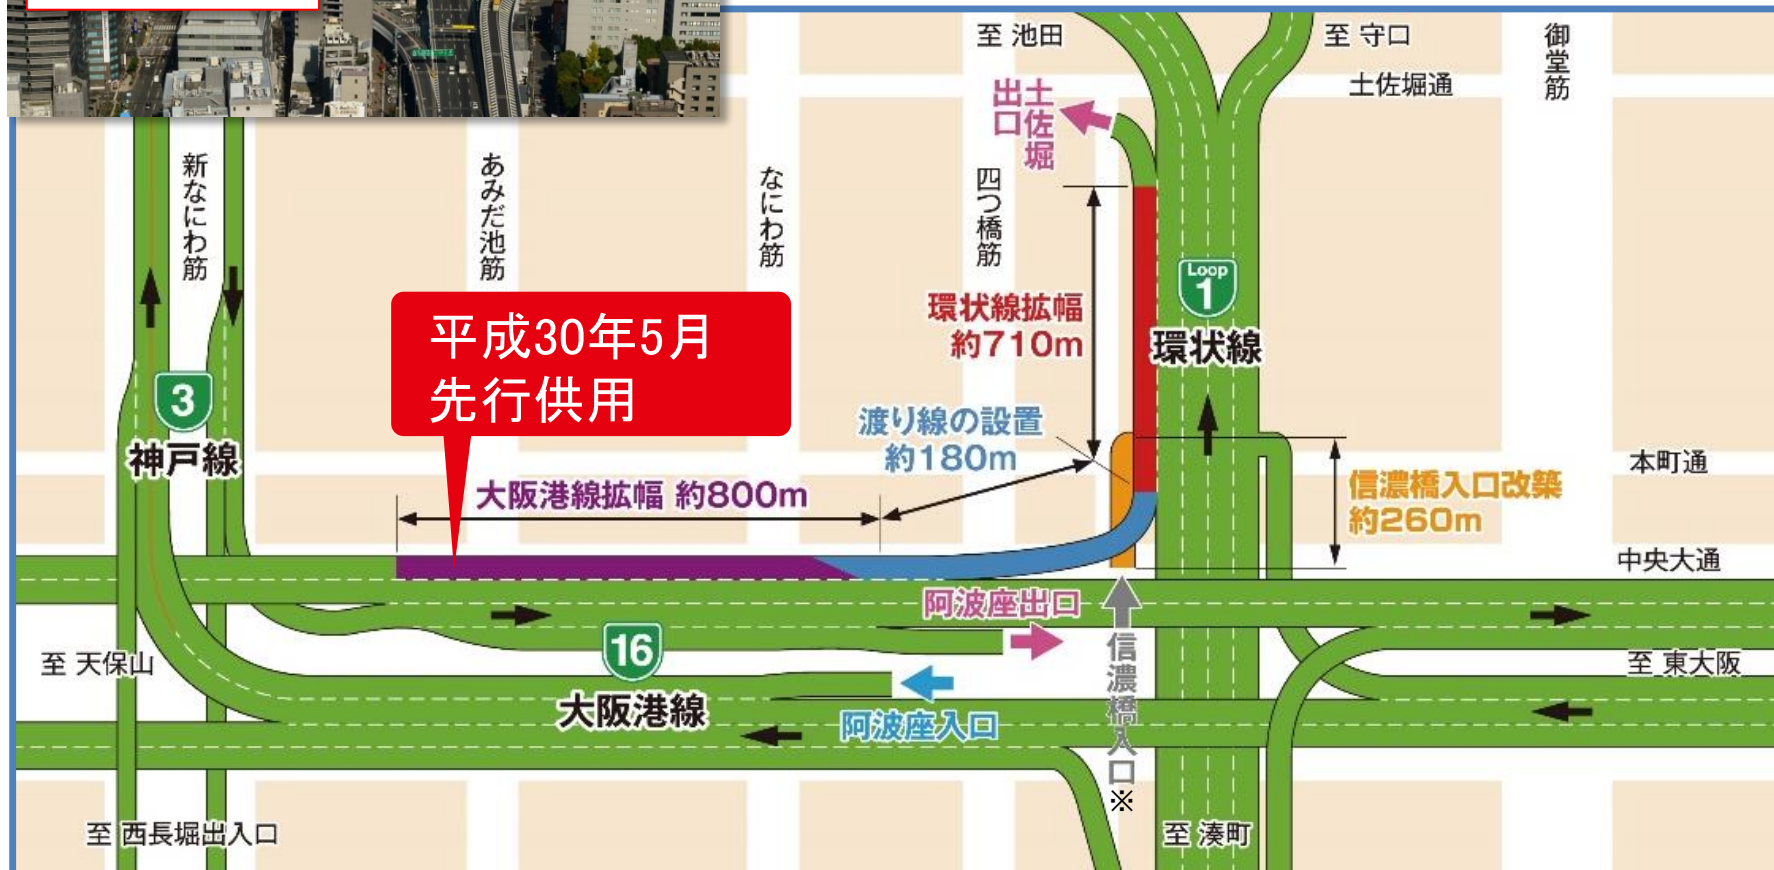 至 池田
至 守口
御堂筋
土佐堀通
土佐堀
出口
新なにわ筋
あみだ池筋
なにわ筋
四つ橋筋
Loop
1
環状線
環状線拡幅
約710m
平成30年5月
先行供用
3
神戸線
渡り線の設置
約180m
大阪港線拡幅 約800m
本町通
信濃橋入口改築
約260m
中央大通
阿波座出口
16
大阪港線
至 天保山
信濃橋入口※
至 東大阪
阿波座入口
至 西長堀出入口
至 湊町